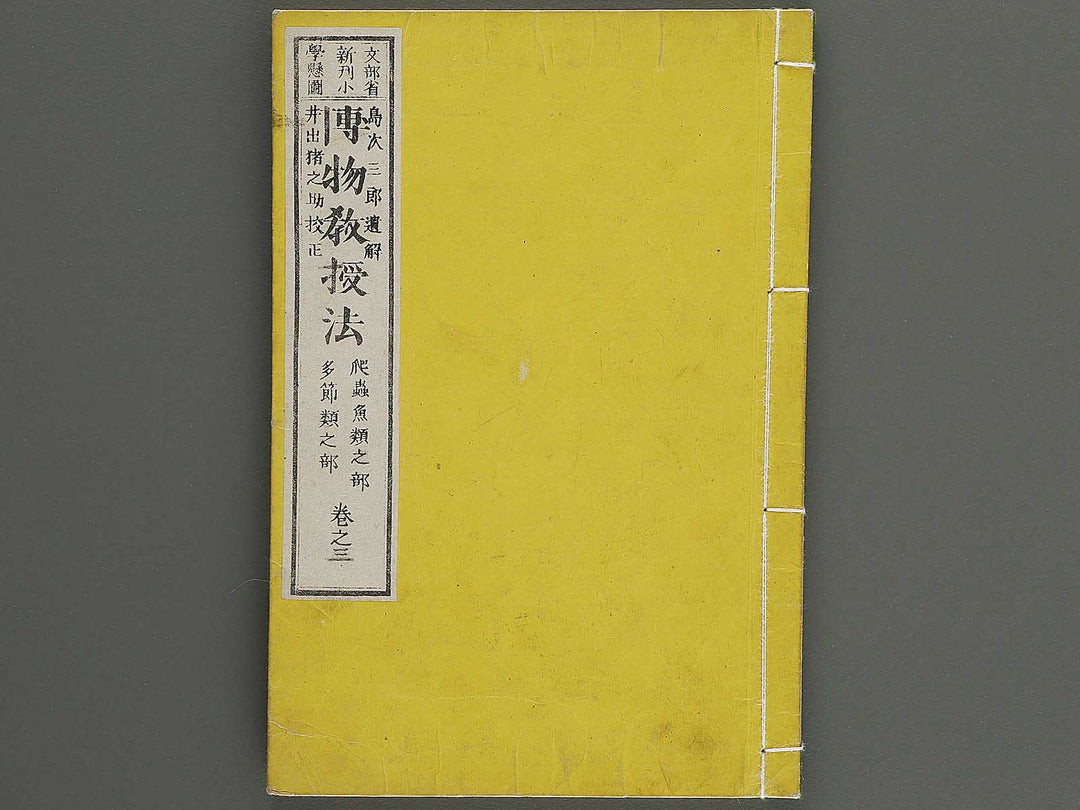 文部省
新刊小
學懸圖
博物教授法
島次三郎遺解
井出猪之助挍正
爬蟲魚類之部
多節類之部
卷之三